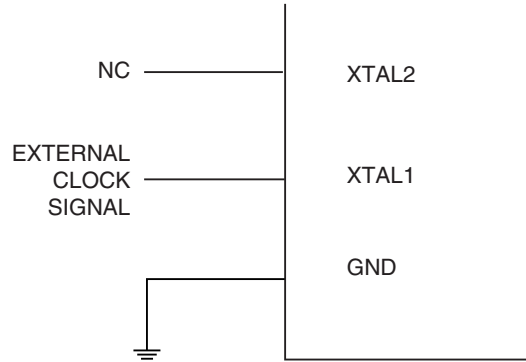 NC
XTAL2
EXTERNAL
CLOCK
SIGNAL
XTAL1
GND